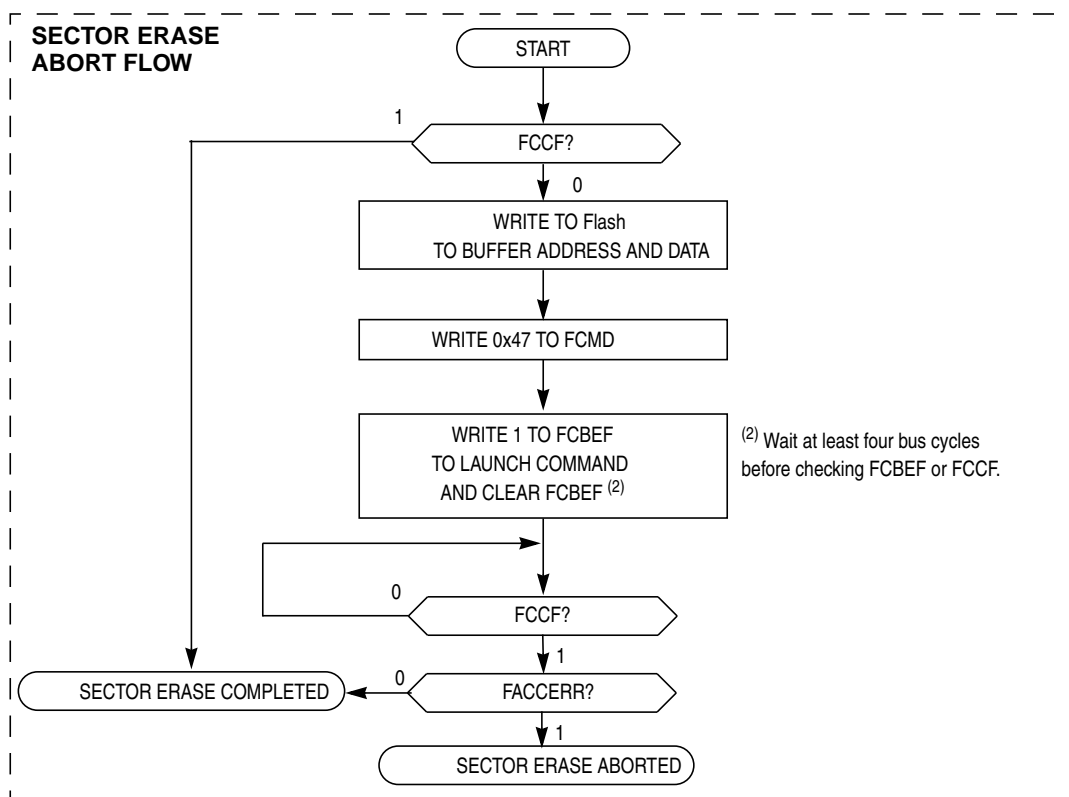 SECTOR ERASE
ABORT FLOW
START
1
FCCF?
0
WRITE TO Flash
TO BUFFER ADDRESS AND DATA
WRITE 0x47 TO FCMD
WRITE 1 TO FCBEF
TO LAUNCH COMMAND
AND CLEAR FCBEF (2)
(2) Wait at least four bus cycles
before checking FCBEF or FCCF.
0
FCCF?
1
0
SECTOR ERASE COMPLETED
FACCERR?
1
SECTOR ERASE ABORTED